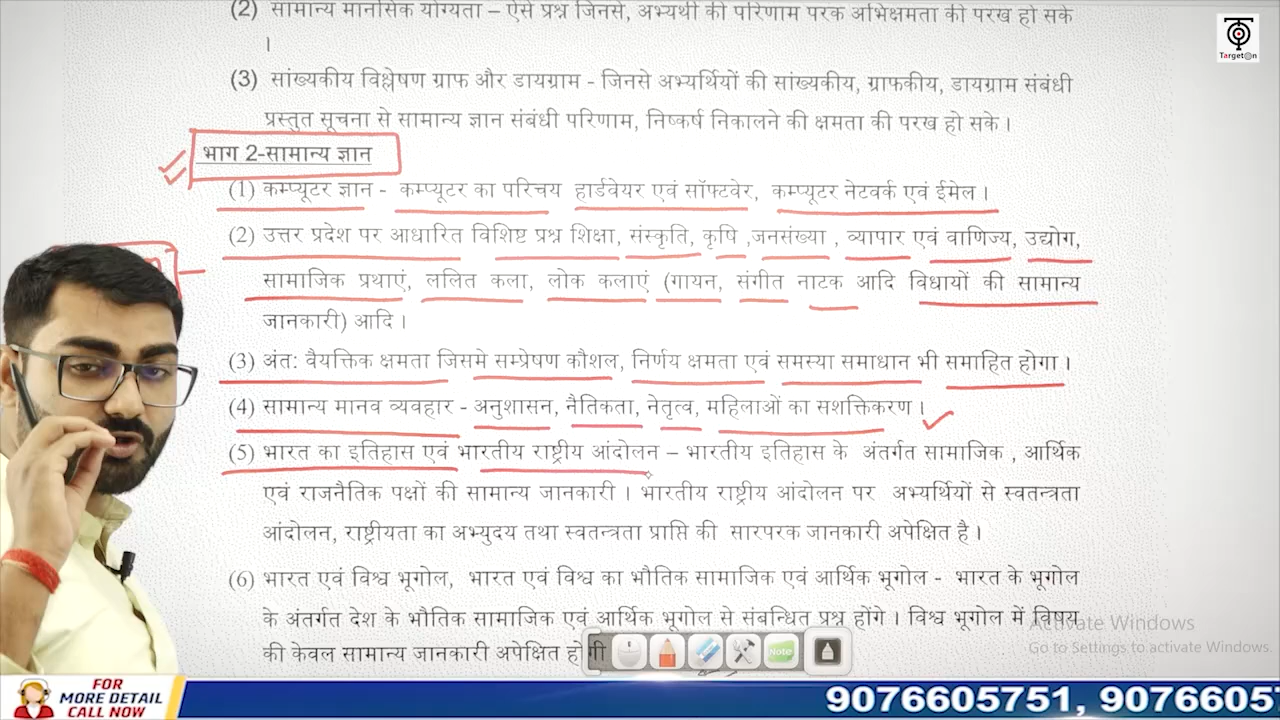 (2) सामान्य मानसिक योग्यता – ऐसे प्रश्न जिनसे, अभ्यर्थी की परिणाम परक अभिक्षमता की परख हो सके
।
(3) सांख्यकीय विश्लेषण ग्राफ और डायग्राम - जिनसे अभ्यर्थियों की सांख्यकीय, ग्राफकीय, डायग्राम संबंधी
प्रस्तुत सूचना से सामान्य ज्ञान संबंधी परिणाम, निष्कर्ष निकालने की क्षमता की परख हो सके।
भाग 2-सामान्य ज्ञान
(1) कम्प्यूटर ज्ञान - कम्प्यूटर का परिचय हार्डवेयर एवं सॉफ्टवेर, कम्प्यूटर नेटवर्क एवं ईमेल।
(2) उत्तर प्रदेश पर आधारित विशिष्ट प्रश्न शिक्षा, संस्कृति, कृषि ,जनसंख्या , व्यापार एवं वाणिज्य, उद्योग,
सामाजिक प्रथाएं, ललित कला, लोक कलाएं (गायन, संगीत नाटक आदि विधायों की सामान्य
जानकारी) आदि।
(3) अंत: वैयक्तिक क्षमता जिसमे सम्प्रेषण कौशल, निर्णय क्षमता एवं समस्या समाधान भी समाहित होगा।
(4) सामान्य मानव व्यवहार - अनुशासन, नैतिकता, नेतृत्व, महिलाओं का सशक्तिकरण।
(5) भारत का इतिहास एवं भारतीय राष्ट्रीय आंदोलन – भारतीय इतिहास के अंतर्गत सामाजिक , आर्थिक
एवं राजनैतिक पक्षों की सामान्य जानकारी। भारतीय राष्ट्रीय आंदोलन पर अभ्यर्थियों से स्वतन्त्रता
आंदोलन, राष्ट्रीयता का अभ्युदय तथा स्वतन्त्रता प्राप्ति की सारपरक जानकारी अपेक्षित है।
(6) भारत एवं विश्व भूगोल, भारत एवं विश्व का भौतिक सामाजिक एवं आर्थिक भूगोल - भारत के भूगोल
के अंतर्गत देश के भौतिक सामाजिक एवं आर्थिक भूगोल से संबन्धित प्रश्न होंगे। विश्व भूगोल में विषय
की केवल सामान्य जानकारी अपेक्षित होगी
Targeton
Note
Activate Windows
Go to Settings to activate Windows.
FOR
MORE DETAIL
CALL NOW
9076605751, 9076605